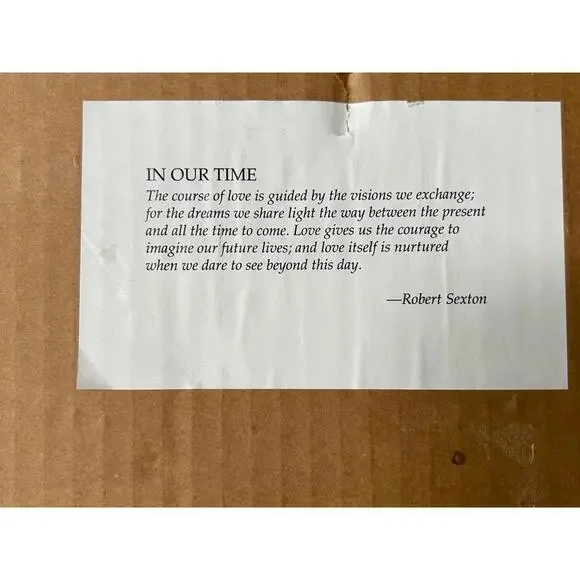 IN OUR TIME
The course of love is guided by the visions we exchange;
for the dreams we share light the way between the present
and all the time to come. Love gives us the courage to
imagine our future lives; and love itself is nurtured
when we dare to see beyond this day.
—Robert Sexton